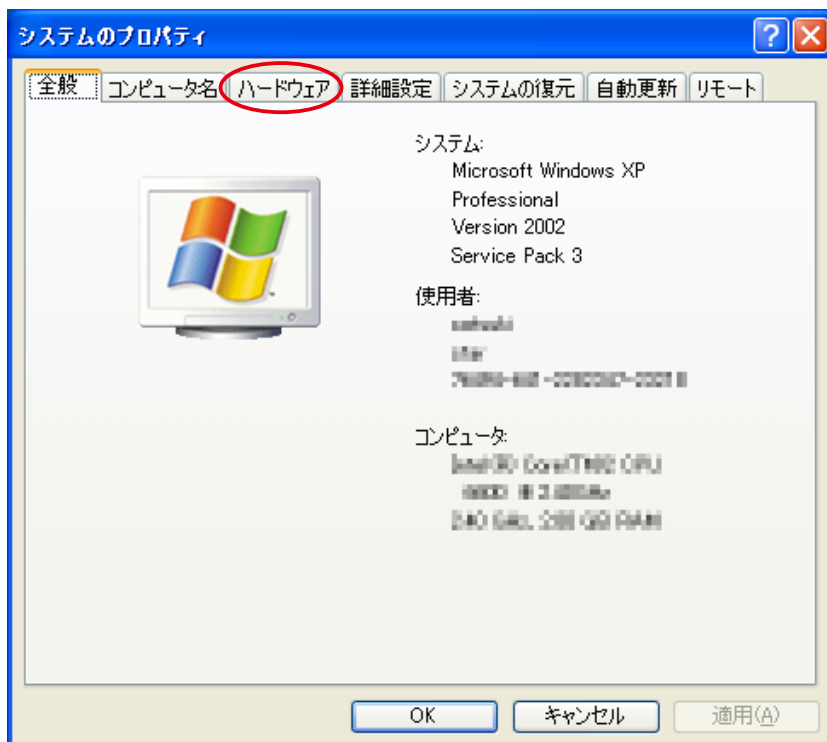 システムのプロパティ
全般 コンピュータ名 ハードウェア 詳細設定 システムの復元 自動更新 リモート
システム:
Microsoft Windows XP
Professional
Version 2002
Service Pack 3
使用者:
コンピュータ:
OK キャンセル 適用(A)